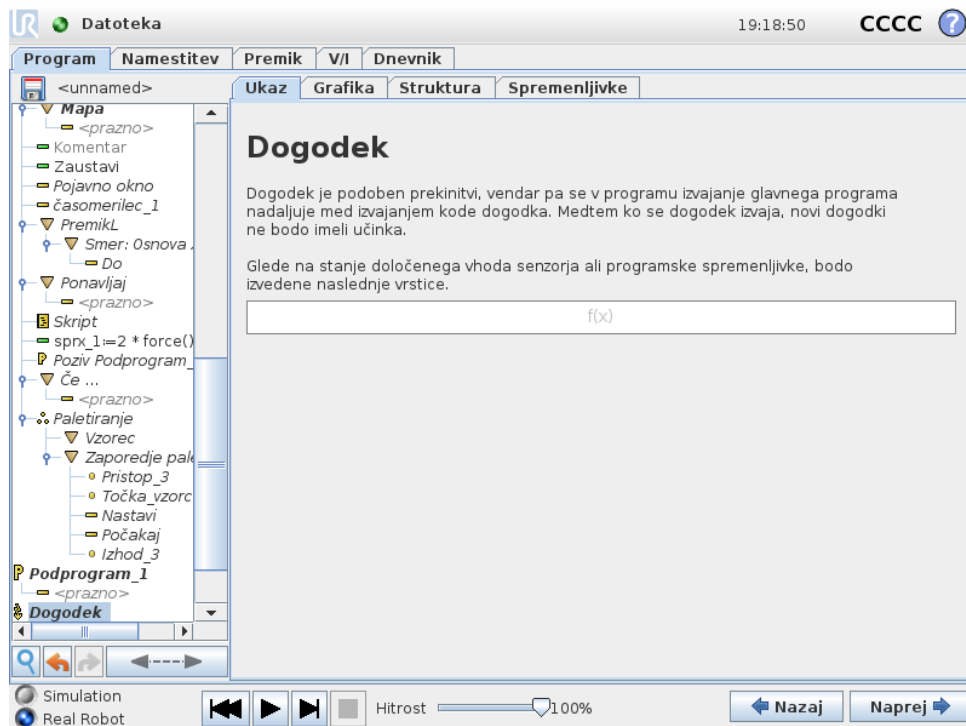 UR
Datoteka
19:18:50
CCCC
?
Program
Namestitev
Premik
V/I
Dnevnik
<unnamed>
Ukaz
Grafika
Struktura
Spremenljivke
Mapa
<prazno>
Komentar
Zaustavi
Pojavno okno
časomerilec_1
PremikL
Smer: Osnova
Do
Ponavljaj
<prazno>
Skript
sprx_1:=2 * force()
Poziv Podprogram_
Če ...
<prazno>
Paletiranje
Vzorec
Zaporedje pale
Pristop_3
Točka_vzorc
Nastavi
Počakaj
Izhod_3
Podprogram_1
<prazno>
Dogodek
Dogodek
Dogodek je podoben prekinitvi, vendar pa se v programu izvajanje glavnega programa
nadaljuje med izvajanjem kode dogodka. Medtem ko se dogodek izvaja, novi dogodki
ne bodo imeli učinka.
Glede na stanje določenega vhoda senzorja ali programske spremenljivke, bodo
izvedene naslednje vrstice.
f(x)
Simulation
Real Robot
Hitrost
100%
Nazaj
Naprej